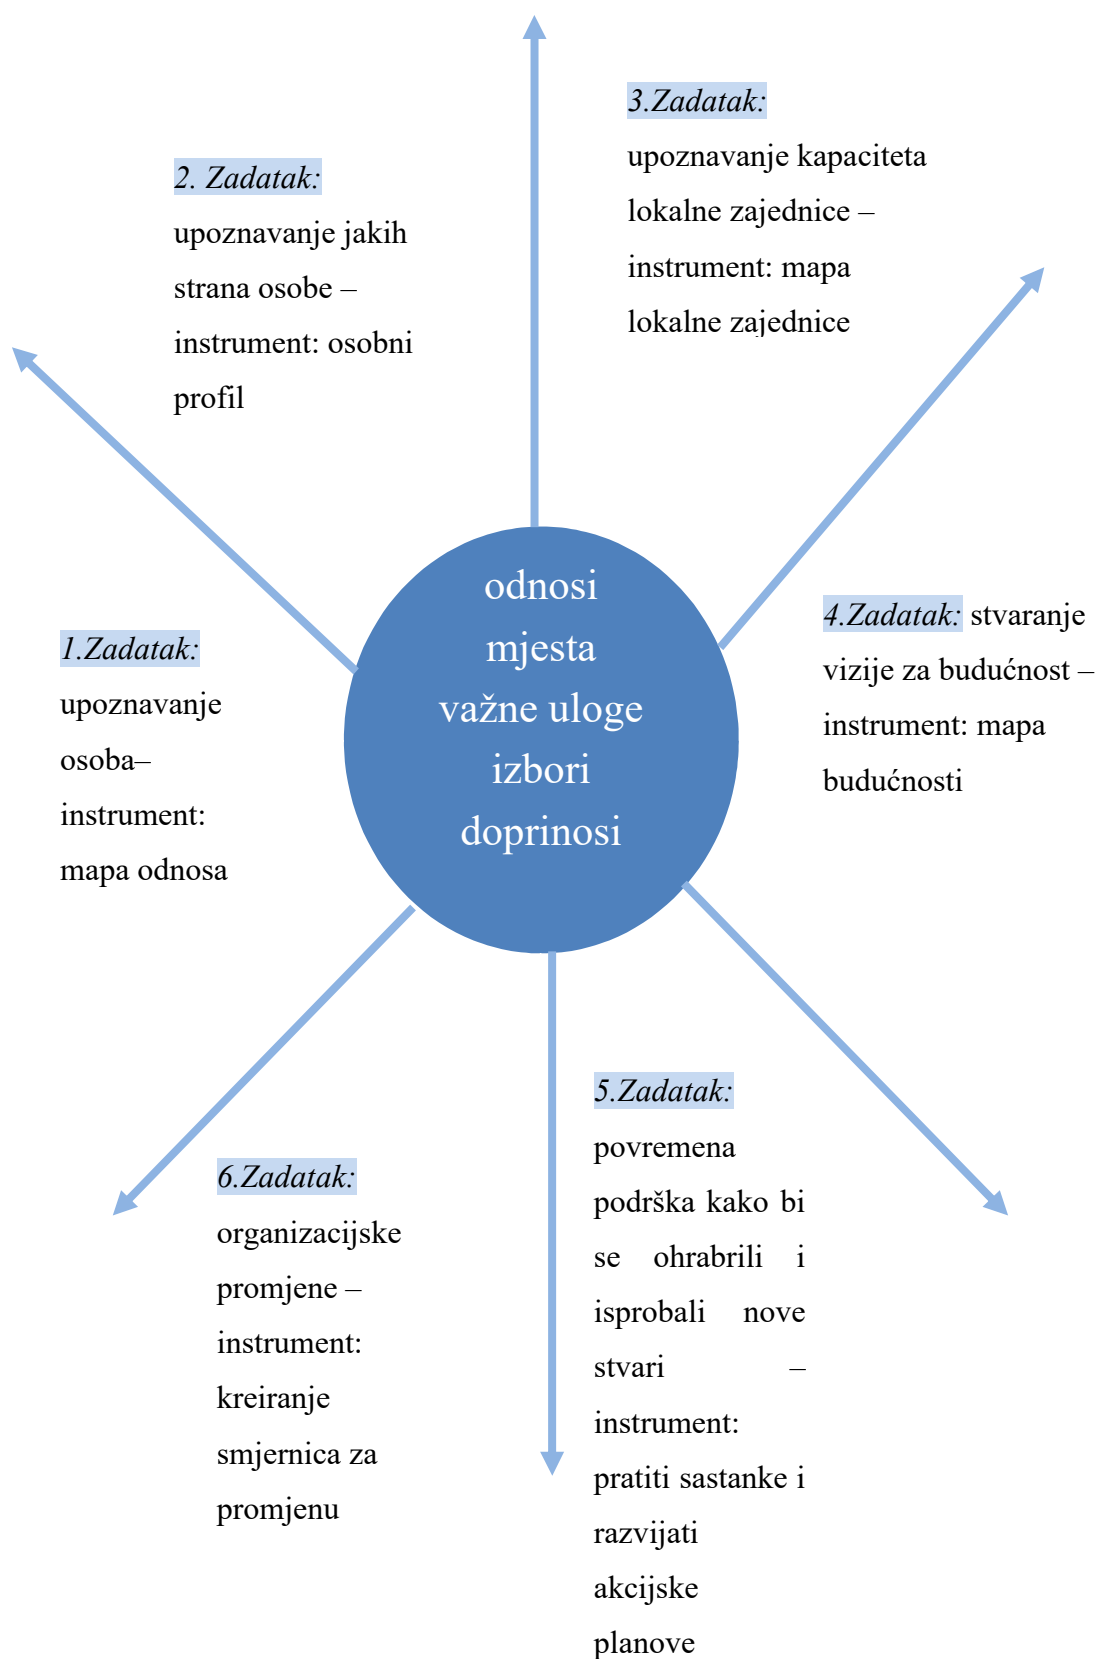 1.Zadatak:
upoznavanje
osoba–
instrument:
mapa odnosa
2. Zadatak:
upoznavanje jakih
strana osobe –
instrument: osobni
profil
3.Zadatak:
upoznavanje kapaciteta
lokalne zajednice –
instrument: mapa
lokalne zajednice
4.Zadatak: stvaranje
vizije za budućnost –
instrument: mapa
budućnosti
5.Zadatak:
povremena
podrška kako bi
se ohrabrili i
isprobali nove
stvari –
instrument:
pratiti sastanke i
razvijati
akcijske
planove
6.Zadatak:
organizacijske
promjene –
instrument:
kreiranje
smjernica za
promjenu
odnosi
mjesta
važne uloge
izbori
doprinosi